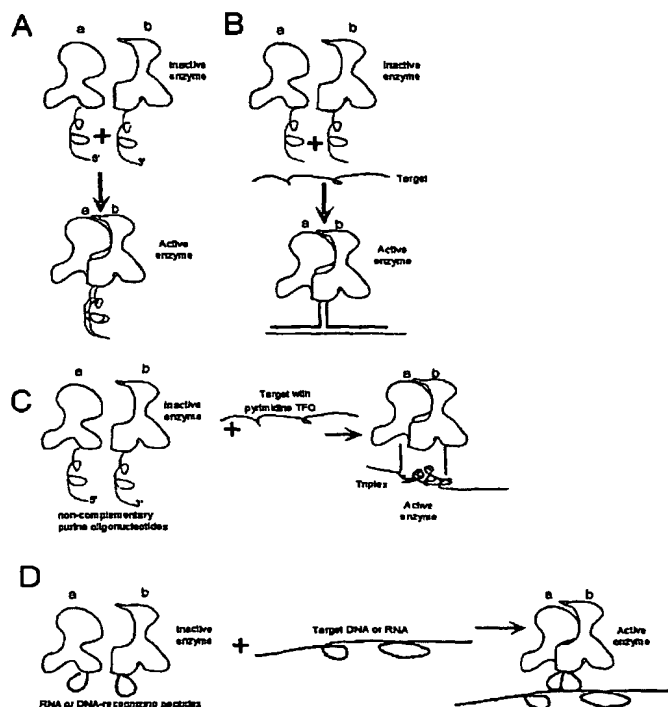 A
a
b
Inactive
enzyme
+
5'
3'
a b
Active
enzyme
B
a
b
Inactive
enzyme
+
Target
a b
Active
enzyme
C
a
b
Inactive
enzyme
5'
3'
non-complementary
purine oligonucleotides
+
Target with
pyrimidine TFO
a b
Triplex
Active
enzyme
D
a
b
Inactive
enzyme
RNA or DNA-recognizing peptides
+
Target DNA or RNA
a b
Active
enzyme